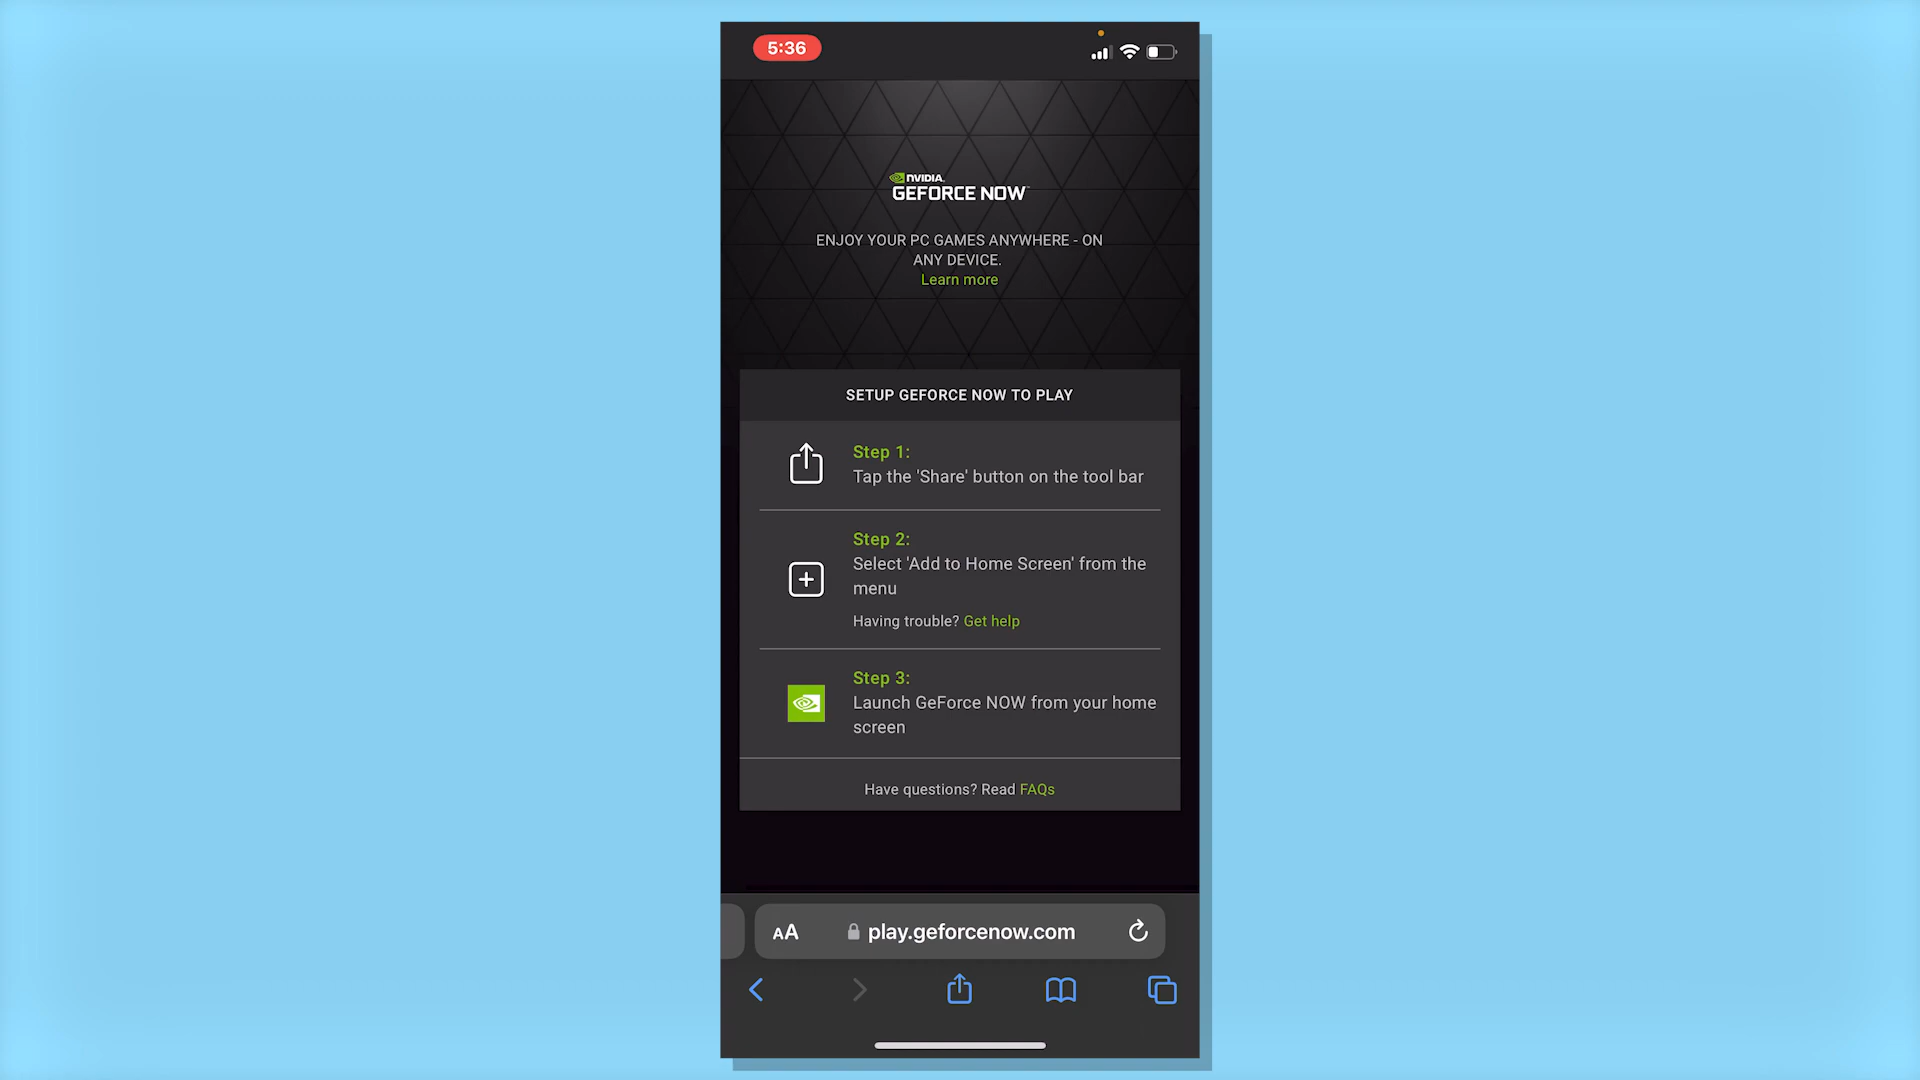 5:36
NVIDIA.
GEFORCE NOW
ENJOY YOUR PC GAMES ANYWHERE - ON
ANY DEVICE.
Learn more
SETUP GEFORCE NOW TO PLAY
Step 1:
Tap the 'Share' button on the tool bar
Step 2:
Select 'Add to Home Screen' from the
menu
Having trouble? Get help
Step 3:
Launch GeForce NOW from your home
screen
Have questions? Read FAQs
AA play.geforcenow.com